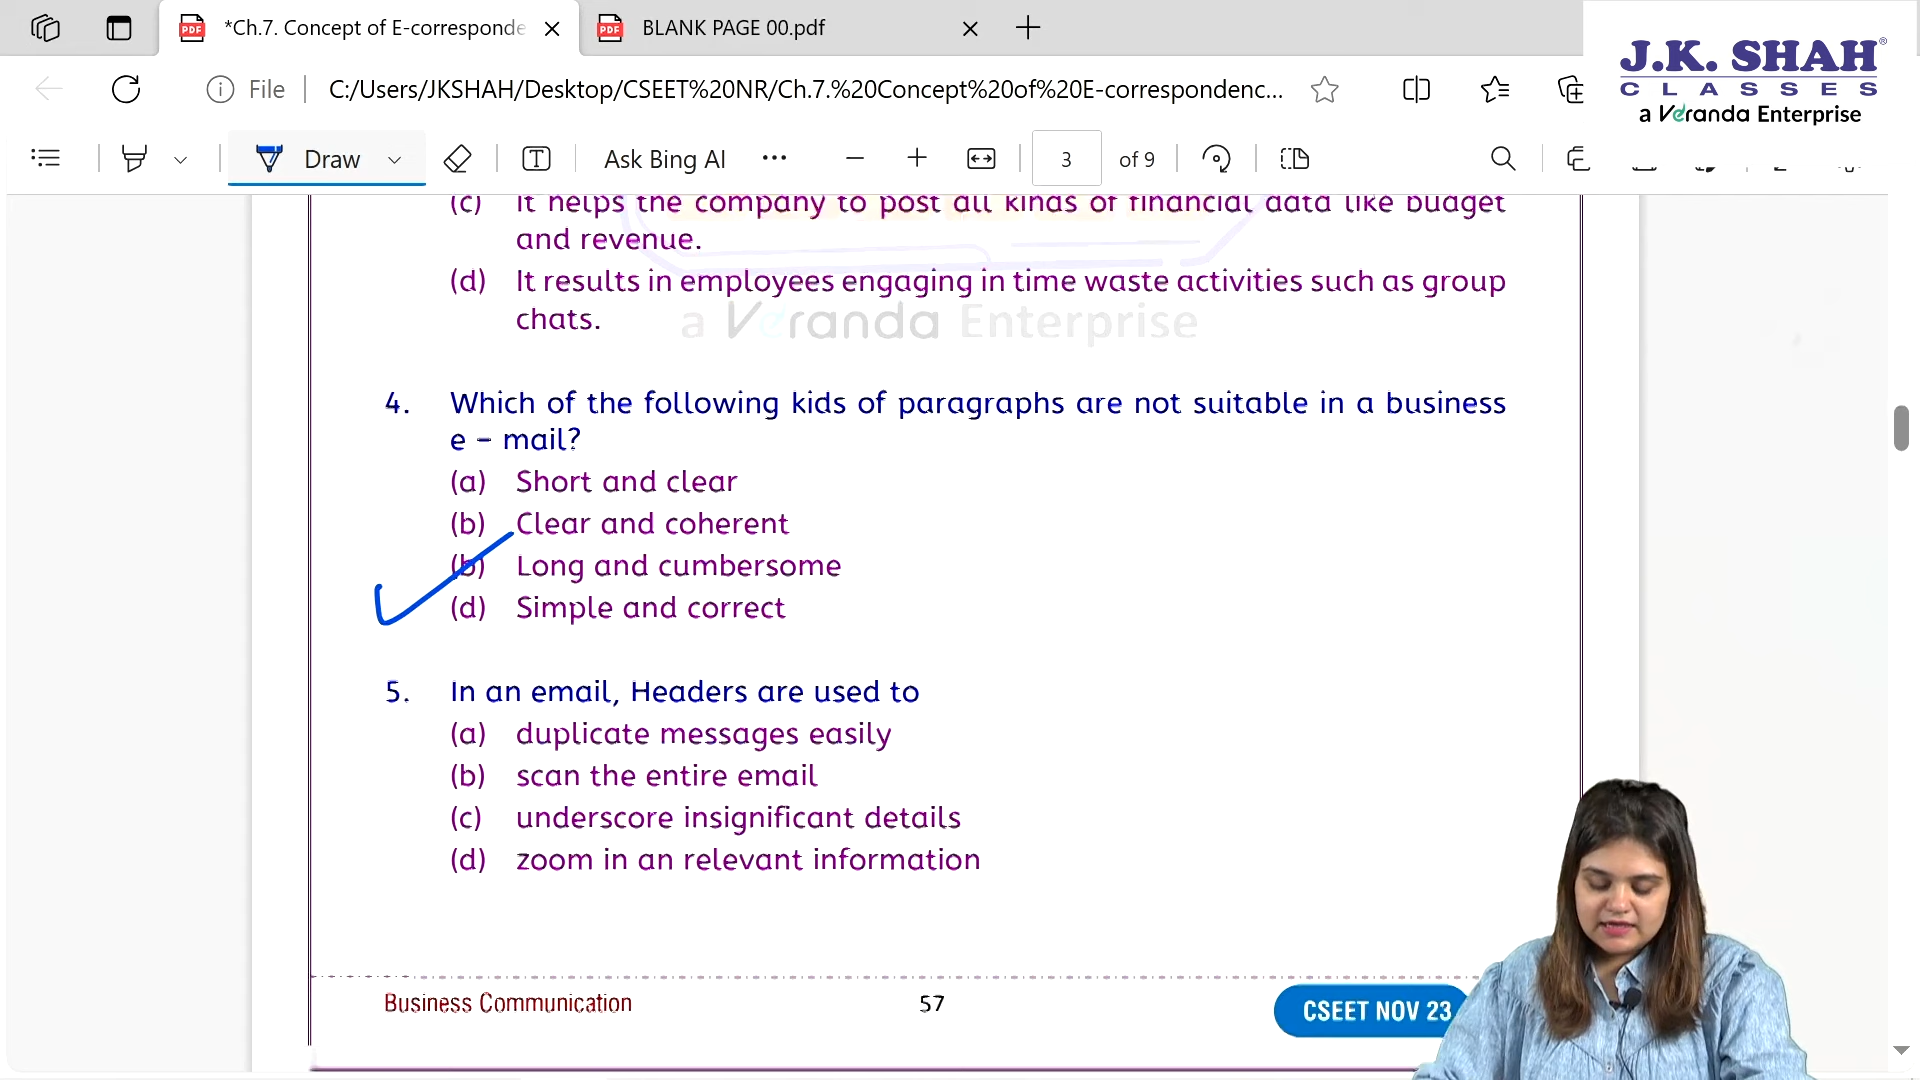 *Ch.7. Concept of E-corresponde
BLANK PAGE 00.pdf
J.K. SHAH®
CLASSES
a Veranda Enterprise
File
C:/Users/JKSHAH/Desktop/CSEET%20NR/Ch.7.%20Concept%20of%20E-correspondenc...
Draw
Ask Bing AI
3
of 9
(c) It helps the company to post all kinds of financial data like budget
and revenue.
(d) It results in employees engaging in time waste activities such as group
chats.
a Veranda Enterprise
4. Which of the following kids of paragraphs are not suitable in a business
e – mail?
(a) Short and clear
(b) Clear and coherent
(b) Long and cumbersome
(d) Simple and correct
5. In an email, Headers are used to
(a) duplicate messages easily
(b) scan the entire email
(c) underscore insignificant details
(d) zoom in an relevant information
Business Communication
57
CSEET NOV 23